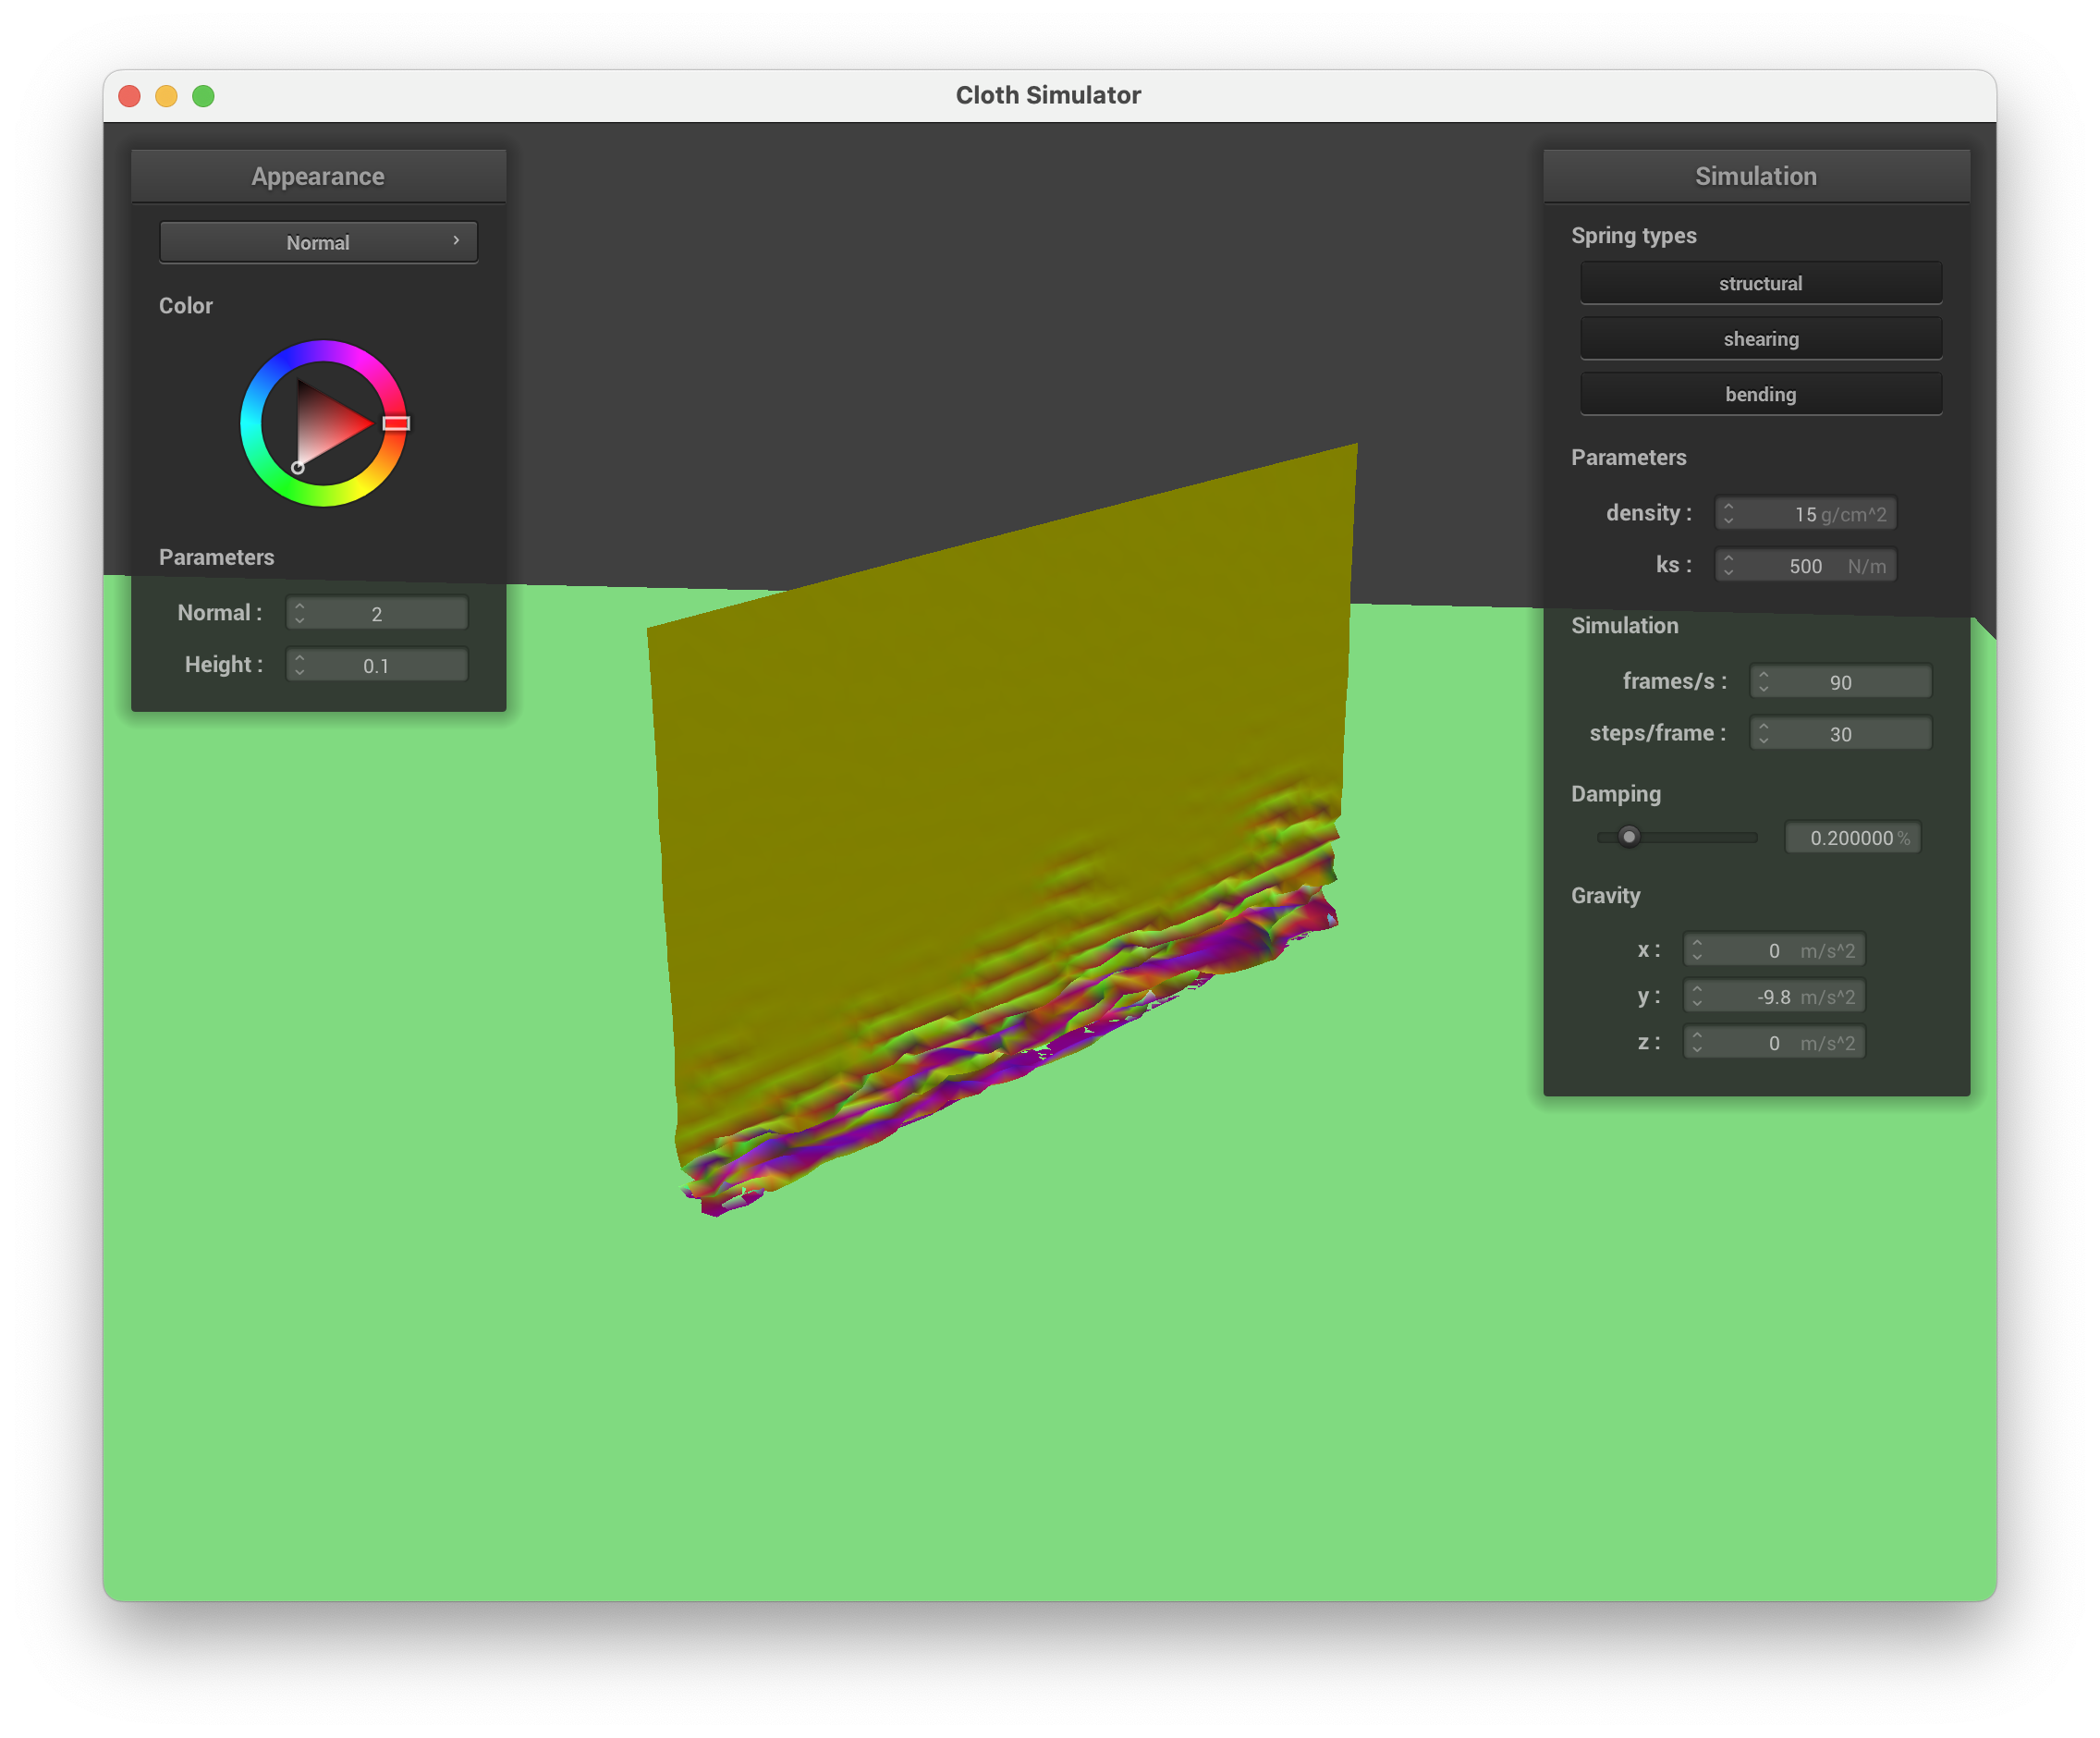 Cloth Simulator
Appearance
Normal
Color
Parameters
Normal : 2
Height : 0.1
Simulation
Spring types
structural
shearing
bending
Parameters
density : 15 g/cm^2
ks : 500 N/m
Simulation
frames/s : 90
steps/frame : 30
Damping
0.200000 %
Gravity
x : 0 m/s^2
y : -9.8 m/s^2
z : 0 m/s^2